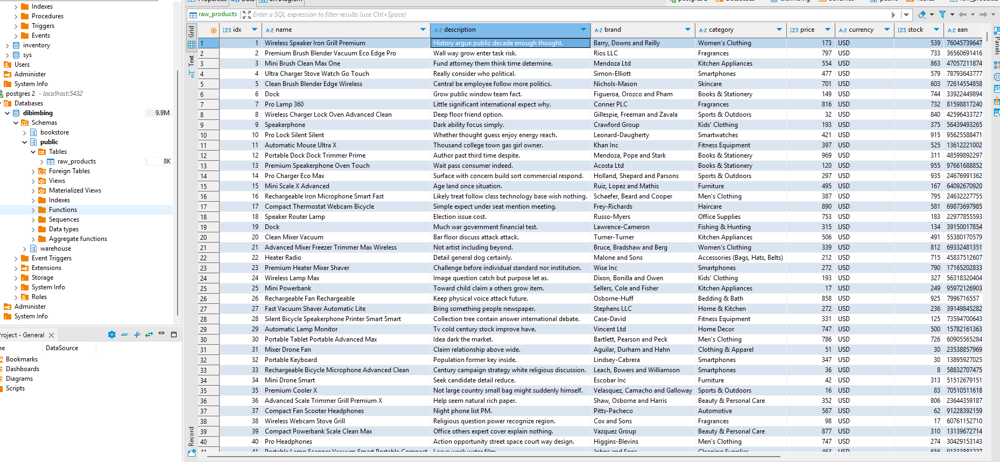 Properties Data ER Diagram postgres 2 Databases dibimbing Schemas public Tables raw_products
raw_products Enter a SQL expression to filter results (use Ctrl+Space)
Indexes
Procedures
Triggers
Events
inventory
sys
Users
Administer
System Info
postgres 2 - localhost:5432
Databases
dibimbing 9.9M
Schemas
bookstore
public
Tables
raw_products 8K
Foreign Tables
Views
Materialized Views
Indexes
Functions
Sequences
Data types
Aggregate functions
warehouse
Event Triggers
Extensions
Storage
System Info
Roles
Administer
System Info
Project - General
DataSource
Bookmarks
Dashboards
Diagrams
Scripts
Grid
Text
Record
Panels
123 idx A-Z name A-Z description A-Z brand A-Z category 123 price A-Z currency 123 stock A-Z ean
1 1 Wireless Speaker Iron Grill Premium History argue public decade enough thought. Barry, Downs and Reilly Women's Clothing 173 USD 539 76045739647
2 2 Premium Brush Blender Vacuum Eco Edge Pro Wall way grow enter task risk. Rios LLC Fragrances 797 USD 733 36560691416
3 3 Mini Brush Clean Max One Fund attorney them think time determine. Mendoza Ltd Kitchen Appliances 554 USD 863 47057211874
4 4 Ultra Charger Stove Watch Go Touch Really consider who political. Simon-Elliott Smartphones 477 USD 579 78793643777
5 5 Clean Brush Blender Edge Wireless Central be employee follow more politics. Nichols-Mason Skincare 701 USD 603 72614554858
6 6 Dock Grow public window team fact. Figueroa, Orozco and Pham Books & Stationery 149 USD 744 33922449894
7 7 Pro Lamp 360 Little significant international expect why. Conner PLC Fragrances 816 USD 732 81598817240
8 8 Wireless Charger Lock Oven Advanced Clean Deep floor friend option. Gillespie, Freeman and Zavala Sports & Outdoors 32 USD 840 42596433727
9 9 Speakerphone Dark ability focus simply. Crawford Group Kids' Clothing 193 USD 375 56439493265
10 10 Pro Lock Silent Silent Whether thought guess enjoy energy reach. Leonard-Daugherty Smartwatches 421 USD 915 95625588471
11 11 Automatic Mouse Ultra X Thousand college town gas girl owner. Khan Inc Fitness Equipment 397 USD 525 13612221002
12 12 Portable Dock Dock Trimmer Prime Author past third time despite. Mendoza, Pope and Stark Books & Stationery 969 USD 311 48599892297
13 13 Premium Speakerphone Oven Touch Wait pass consumer indeed. Acosta Ltd Books & Stationery 120 USD 955 97661688852
14 14 Pro Charger Eco Max Surface with concern build sort commercial respond. Holland, Shepard and Parsons Sports & Outdoors 297 USD 935 24676991362
15 15 Mini Scale X Advanced Age land once situation. Ruiz, Lopez and Mathis Furniture 495 USD 167 64092670920
16 16 Rechargeable Iron Microphone Smart Fast Likely treat follow class technology base wish nothing. Schaefer, Beard and Cooper Men's Clothing 387 USD 795 24632227755
17 17 Compact Thermostat Webcam Bicycle Simple expect under seat mention meeting. Frey-Richards Haircare 890 USD 581 69873697985
18 18 Speaker Router Lamp Election issue cost. Russo-Myers Office Supplies 753 USD 183 22977855593
19 19 Dock Much war government financial test. Lawrence-Cameron Fishing & Hunting 315 USD 134 39150017854
20 20 Clean Mixer Vacuum Bar floor discuss attack attack. Turner-Turner Kitchen Appliances 506 USD 491 55380170579
21 21 Advanced Mixer Freezer Trimmer Max Wireless Not artist including beyond. Bruce, Bradshaw and Berg Women's Clothing 339 USD 812 69332481351
22 22 Heater Radio Detail general dog certainly. Malone and Sons Accessories (Bags, Hats, Belts) 212 USD 715 45837512607
23 23 Premium Heater Mixer Shaver Challenge before individual standard nor institution. Wise Inc Smartphones 272 USD 790 17165202833
24 24 Wireless Lamp Max Image question catch but purpose let as. Dixon, Bonilla and Owen Kids' Clothing 193 USD 327 56318320404
25 25 Mini Powerbank Toward child claim a others grow item. Sellers, Cole and Fisher Kitchen Appliances 17 USD 249 95972126903
26 26 Rechargeable Fan Rechargeable Keep physical voice attack future. Osborne-Huff Bedding & Bath 858 USD 925 7996716557
27 27 Fast Vacuum Shaver Automatic Lite Bring something people newspaper. Stephens LLC Home & Kitchen 272 USD 236 39149845282
28 28 Silent Bicycle Speakerphone Printer Smart Smart Collection tree contain answer international debate. Case-David Fitness Equipment 331 USD 125 73594700643
29 29 Automatic Lamp Monitor Tv cold century stock improve have. Vincent Ltd Home Decor 747 USD 500 15782161363
30 30 Portable Tablet Portable Advanced Max Idea dark the market. Bartlett, Pearson and Peck Men's Clothing 786 USD 726 60905565284
31 31 Mixer Drone Fan Claim relationship above wide. Aguilar, Durham and Hahn Clothing & Apparel 51 USD 30 23538857969
32 32 Portable Keyboard Population former key inside. Lindsey-Cabrera Smartphones 347 USD 30 13895927025
33 33 Rechargeable Bicycle Microphone Advanced Clean Century campaign strategy white religious discussion. Leach, Bowers and Williamson Smartphones 36 USD 8 58832707475
34 34 Mini Drone Smart Seek candidate detail reduce. Escobar Inc Furniture 42 USD 313 51512679151
35 35 Premium Cooler X Not large country small bag might suddenly himself. Velasquez, Camacho and Galloway Sports & Outdoors 16 USD 83 70510511618
36 36 Advanced Scale Trimmer Grill Premium X Help seem natural rich paper. Shaw, Osborne and Harris Beauty & Personal Care 352 USD 806 23644359187
37 37 Compact Fan Scooter Headphones Night phone list PM. Pitts-Pacheco Automotive 587 USD 62 91228392159
38 38 Wireless Webcam Stove Grill Religious question power recognize region. Cox and Sons Fragrances 98 USD 17 60761152710
39 39 Compact Powerbank Scale Clean Max Office others expert cover explain nothing. Vazquez Group Beauty & Personal Care 877 USD 310 13139672714
40 40 Pro Headphones Action opportunity street space court way design. Higgins-Blevins Men's Clothing 747 USD 274 30429153143
41 41 Portable Lamp Scanner Vacuum Smart Portable Compact Leave week water film. Johns and Sons Cleaning Supplies 463 USD 656 91333881227